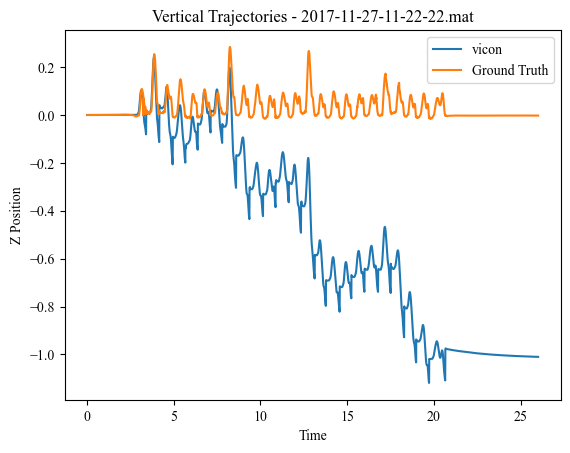 Vertical Trajectories - 2017-11-27-11-22-22.mat
vicon
Ground Truth
Z Position
0.2
0.0
−0.2
−0.4
−0.6
−0.8
−1.0
0 5 10 15 20 25
Time